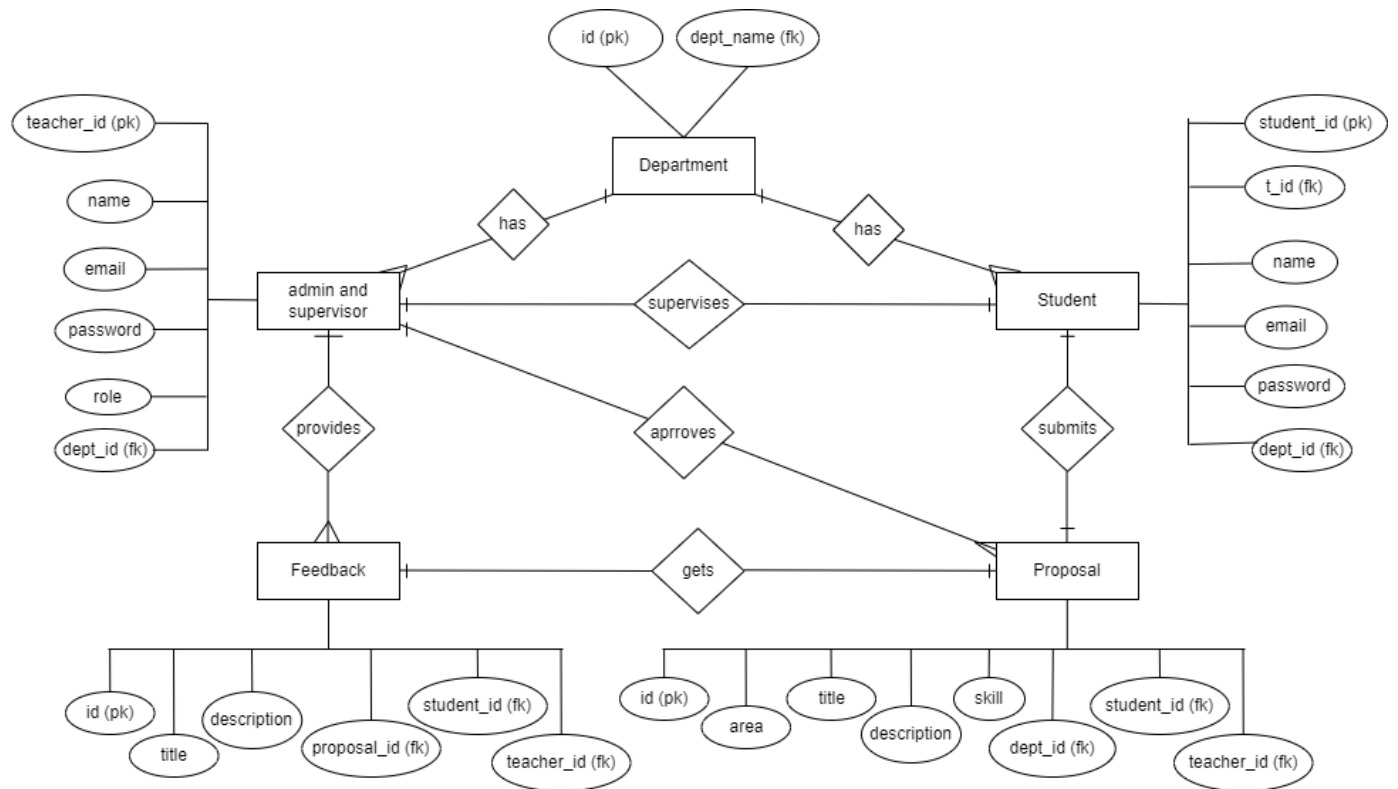 id (pk)
dept_name (fk)
teacher_id (pk)
student_id (pk)
Department
name
t_id (fk)
has
has
email
name
admin and
supervisor
supervises
Student
password
email
role
password
provides
aprroves
submits
dept_id (fk)
dept_id (fk)
Feedback
gets
Proposal
id (pk)
title
description
proposal_id (fk)
student_id (fk)
teacher_id (fk)
id (pk)
area
title
description
skill
dept_id (fk)
student_id (fk)
teacher_id (fk)